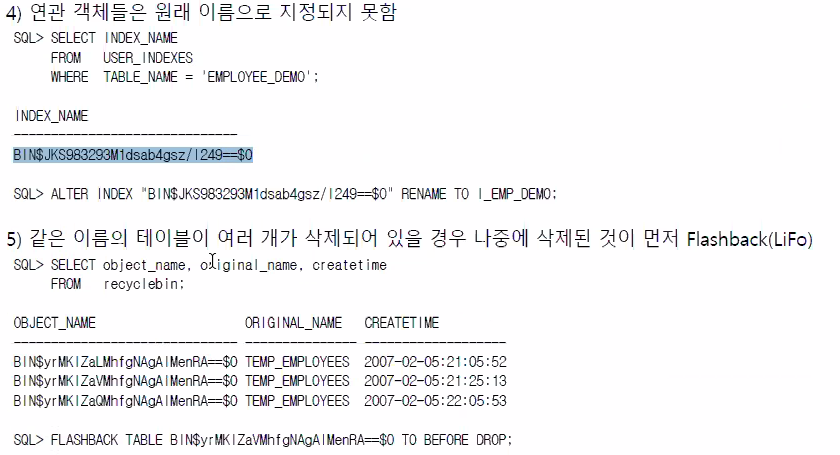 4) 연관 객체들은 원래 이름으로 지정되지 못함
SQL> SELECT INDEX_NAME
FROM USER_INDEXES
WHERE TABLE_NAME = 'EMPLOYEE_DEMO';
INDEX_NAME
------------------------------
BIN$JKS983293M1dsab4gsz/I249==$0
SQL> ALTER INDEX "BIN$JKS983293M1dsab4gsz/I249==$0" RENAME TO I_EMP_DEMO;
5) 같은 이름의 테이블이 여러 개가 삭제되어 있을 경우 나중에 삭제된 것이 먼저 Flashback(LiFo)
SQL> SELECT object_name, original_name, createtime
FROM recyclebin;
OBJECT_NAME ORIGINAL_NAME CREATETIME
------------------------------ --------------- -------------------
BIN$yrMKlZaLMhfgNAgAIMenRA==$0 TEMP_EMPLOYEES 2007-02-05:21:05:52
BIN$yrMKlZaVMhfgNAgAIMenRA==$0 TEMP_EMPLOYEES 2007-02-05:21:25:13
BIN$yrMKlZaQMhfgNAgAIMenRA==$0 TEMP_EMPLOYEES 2007-02-05:22:05:53
SQL> FLASHBACK TABLE BIN$yrMKlZaVMhfgNAgAIMenRA==$0 TO BEFORE DROP;